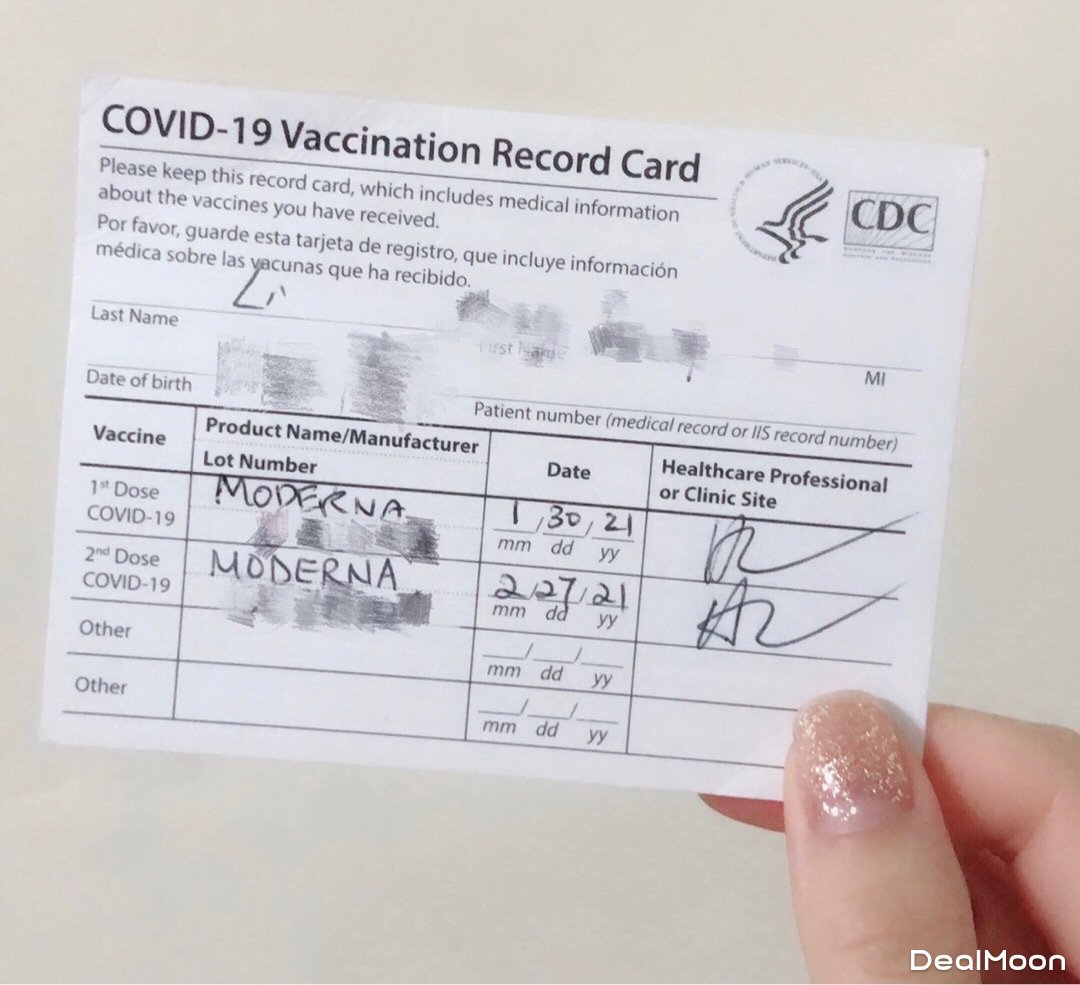 COVID-19 Vaccination Record Card
Please keep this record card, which includes medical information
about the vaccines you have received.
Por favor, guarde esta tarjeta de registro, que incluye información
médica sobre las vacunas que ha recibido.
CDC
Li
Last Name First Name MI
Date of birth Patient number (medical record or IIS record number)
Vaccine Product Name/Manufacturer Date Healthcare Professional
Lot Number or Clinic Site
1st Dose MODERNA 1/30/21
COVID-19 mm dd yy
2nd Dose MODERNA 2/27/21
COVID-19 mm dd yy
Other / /
mm dd yy
Other / /
mm dd yy
DealMoon